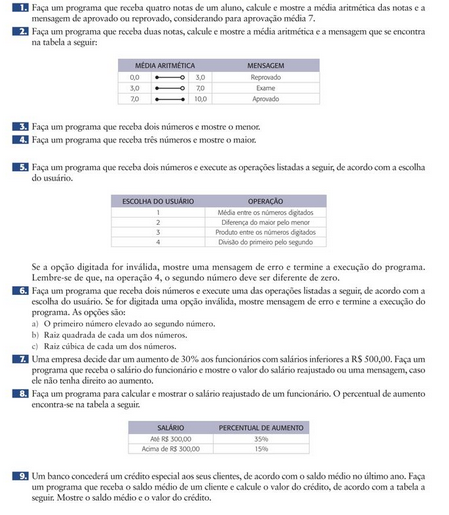 1. Faça um programa que receba quatro notas de um aluno, calcule e mostre a média aritmética das notas e a
mensagem de aprovado ou reprovado, considerando para aprovação média 7.
2. Faça um programa que receba duas notas, calcule e mostre a média aritmética e a mensagem que se encontra
na tabela a seguir:
MÉDIA ARITMÉTICA MENSAGEM
0,0 3,0 Reprovado
3,0 7,0 Exame
7,0 10,0 Aprovado
3. Faça um programa que receba dois números e mostre o menor.
4. Faça um programa que receba três números e mostre o maior.
5. Faça um programa que receba dois números e execute as operações listadas a seguir, de acordo com a escolha
do usuário.
ESCOLHA DO USUÁRIO OPERAÇÃO
1 Média entre os números digitados
2 Diferença do maior pelo menor
3 Produto entre os números digitados
4 Divisão do primeiro pelo segundo
Se a opção digitada for inválida, mostre uma mensagem de erro e termine a execução do programa.
Lembre-se de que, na operação 4, o segundo número deve ser diferente de zero.
6. Faça um programa que receba dois números e execute uma das operações listadas a seguir, de acordo com a
escolha do usuário. Se for digitada uma opção inválida, mostre mensagem de erro e termine a execução do
programa. As opções são:
a) O primeiro número elevado ao segundo número.
b) Raiz quadrada de cada um dos números.
c) Raiz cúbica de cada um dos números.
7. Uma empresa decide dar um aumento de 30% aos funcionários com salários inferiores a R$ 500,00. Faça um
programa que receba o salário do funcionário e mostre o valor do salário reajustado ou uma mensagem, caso
ele não tenha direito ao aumento.
8. Faça um programa para calcular e mostrar o salário reajustado de um funcionário. O percentual de aumento
encontra-se na tabela a seguir.
SALÁRIO PERCENTUAL DE AUMENTO
Até R$ 300,00 35%
Acima de R$ 300,00 15%
9. Um banco concederá um crédito especial aos seus clientes, de acordo com o saldo médio no último ano. Faça
um programa que receba o saldo médio de um cliente e calcule o valor do crédito, de acordo com a tabela a
seguir. Mostre o saldo médio e o valor do crédito.